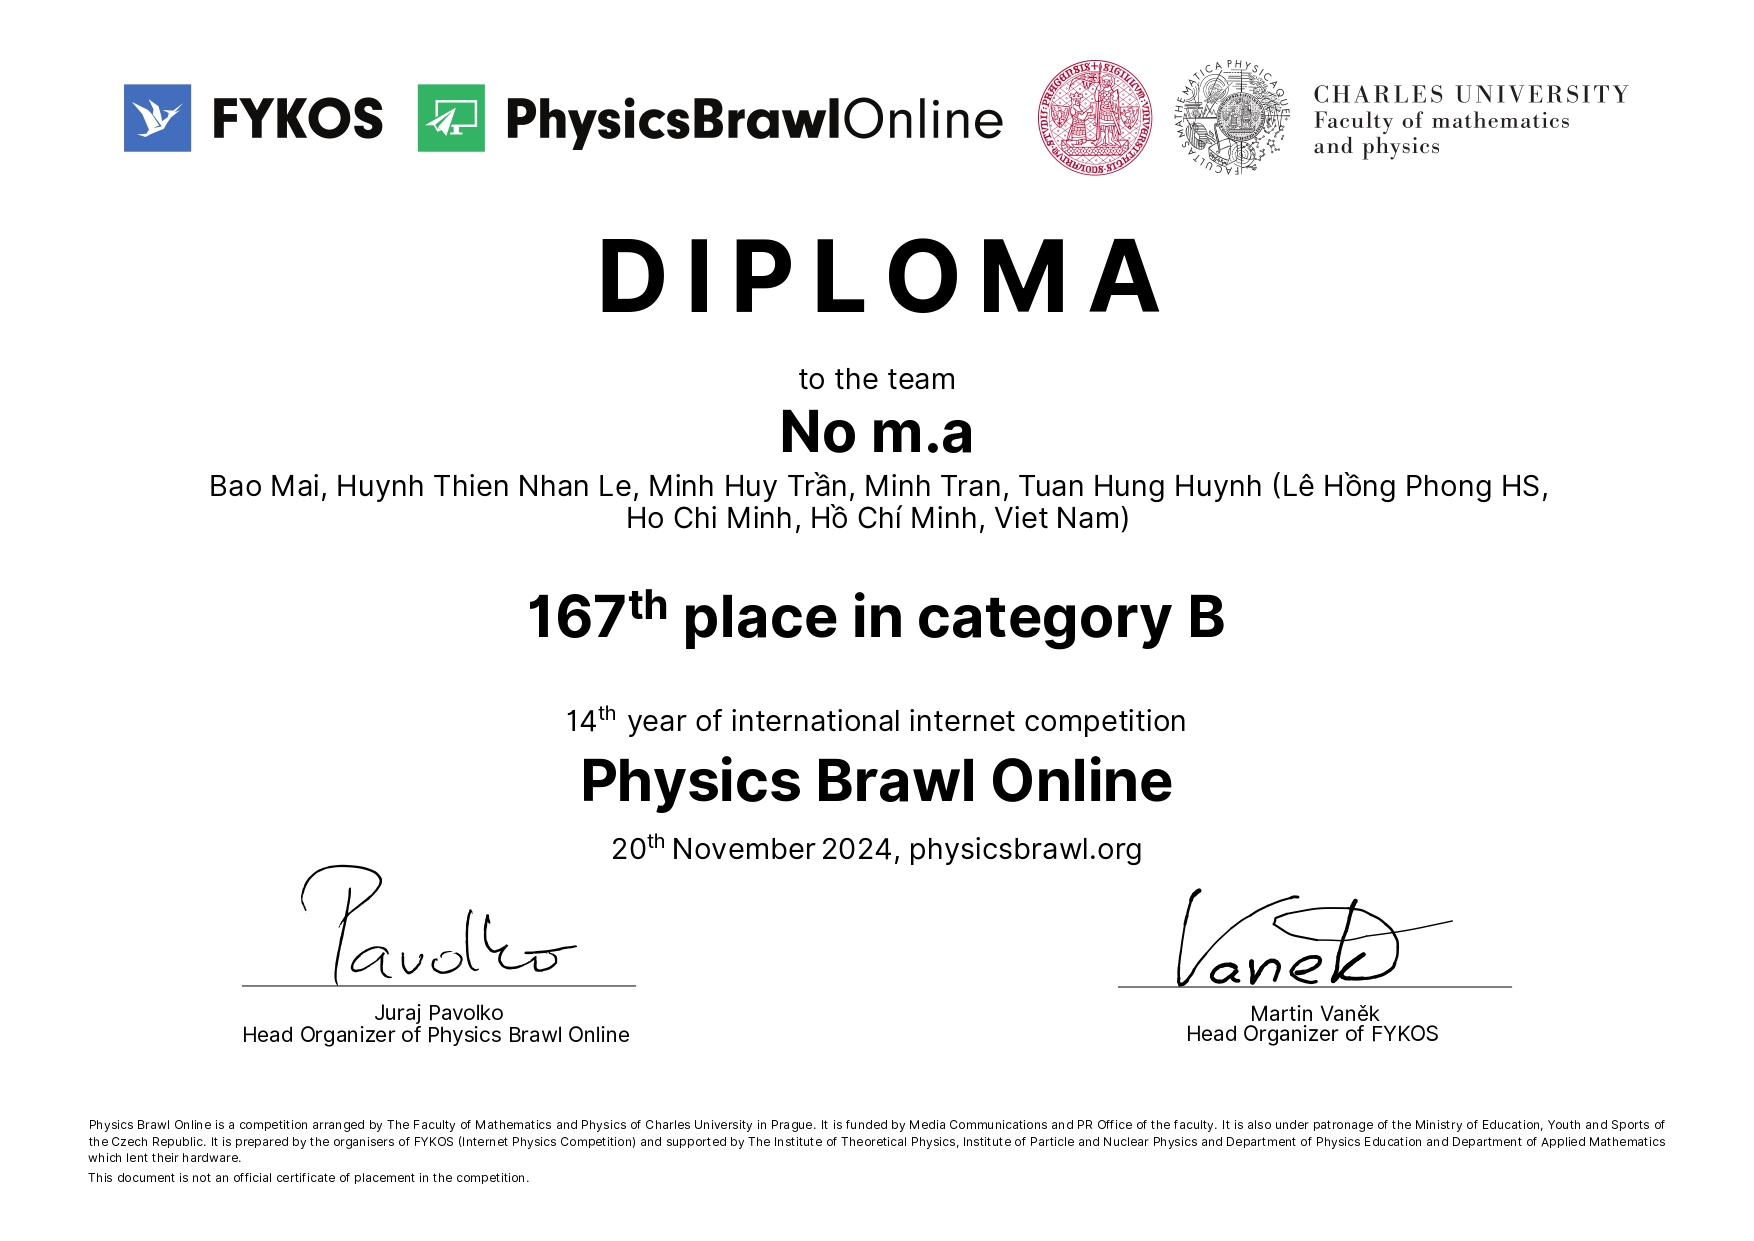 FYKOS PhysicsBrawlOnline
CHARLES UNIVERSITY
Faculty of mathematics
and physics
DIPLOMA
to the team
No m.a
Bao Mai, Huynh Thien Nhan Le, Minh Huy Trần, Minh Tran, Tuan Hung Huynh (Lê Hồng Phong HS,
Ho Chi Minh, Hồ Chí Minh, Viet Nam)
167th place in category B
14th year of international internet competition
Physics Brawl Online
20th November 2024, physicsbrawl.org
Pavolko
Vanek
Juraj Pavolko
Head Organizer of Physics Brawl Online
Martin Vaněk
Head Organizer of FYKOS
Physics Brawl Online is a competition arranged by The Faculty of Mathematics and Physics of Charles University in Prague. It is funded by Media Communications and PR Office of the faculty. It is also under patronage of the Ministry of Education, Youth and Sports of
the Czech Republic. It is prepared by the organisers of FYKOS (Internet Physics Competition) and supported by The Institute of Theoretical Physics, Institute of Particle and Nuclear Physics and Department of Physics Education and Department of Applied Mathematics
which lent their hardware.
This document is not an official certificate of placement in the competition.